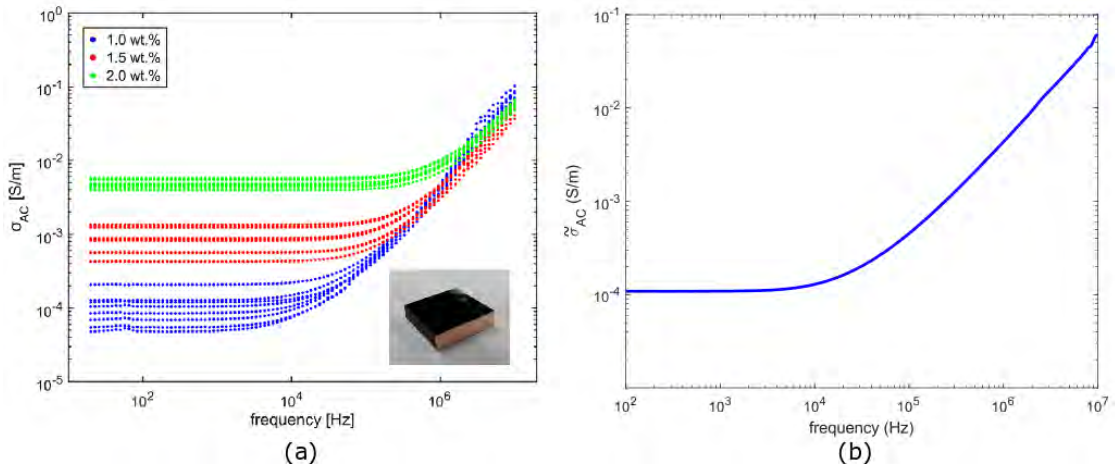 10^0
10^-1
10^-2
10^-3
10^-4
10^-5
σ_AC [S/m]
1.0 wt.%
1.5 wt.%
2.0 wt.%
10^2
10^4
10^6
frequency [Hz]
(a)
10^-1
10^-2
10^-3
10^-4
σ̃_AC (S/m)
10^2
10^3
10^4
10^5
10^6
10^7
frequency (Hz)
(b)